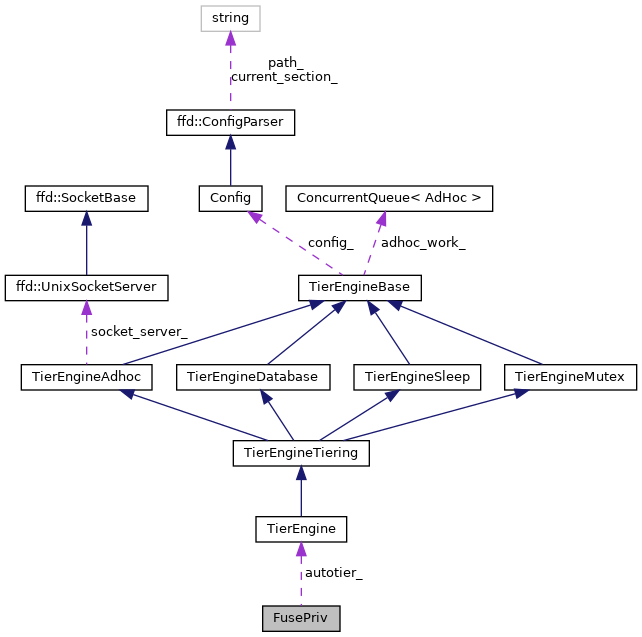 string
path_
current_section_
ffd::ConfigParser
ffd::SocketBase
Config
ConcurrentQueue< AdHoc >
config_
adhoc_work_
ffd::UnixSocketServer
TierEngineBase
socket_server_
TierEngineAdhoc
TierEngineDatabase
TierEngineSleep
TierEngineMutex
TierEngineTiering
TierEngine
autotier_
FusePriv